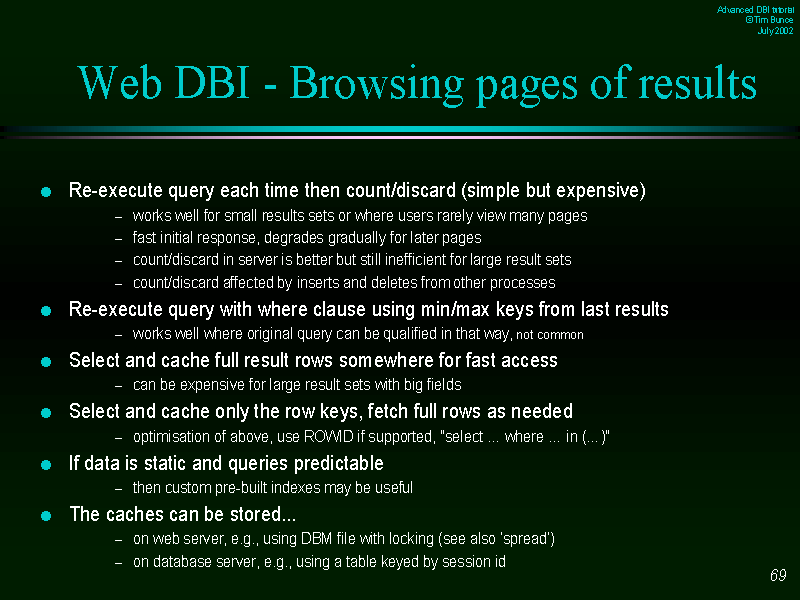 Advanced DBI tutorial
© Tim Bunce
July 2002
Web DBI - Browsing pages of results
● Re-execute query each time then count/discard (simple but expensive)
– works well for small results sets or where users rarely view many pages
– fast initial response, degrades gradually for later pages
– count/discard in server is better but still inefficient for large result sets
– count/discard affected by inserts and deletes from other processes
● Re-execute query with where clause using min/max keys from last results
– works well where original query can be qualified in that way, not common
● Select and cache full result rows somewhere for fast access
– can be expensive for large result sets with big fields
● Select and cache only the row keys, fetch full rows as needed
– optimisation of above, use ROWID if supported, "select ... where ... in (...)"
● If data is static and queries predictable
– then custom pre-built indexes may be useful
● The caches can be stored...
– on web server, e.g., using DBM file with locking (see also ‘spread’)
– on database server, e.g., using a table keyed by session id
69